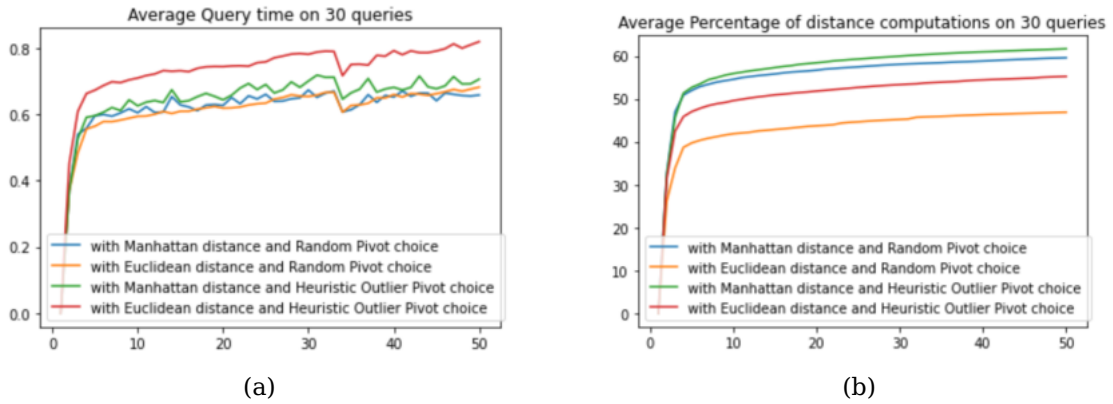 Average Query time on 30 queries
0.8
0.6
0.4
0.2
0.0
with Manhattan distance and Random Pivot choice
with Euclidean distance and Random Pivot choice
with Manhattan distance and Heuristic Outlier Pivot choice
with Euclidean distance and Heuristic Outlier Pivot choice
0 10 20 30 40 50
(a)
Average Percentage of distance computations on 30 queries
60
50
40
30
20
10
0
with Manhattan distance and Random Pivot choice
with Euclidean distance and Random Pivot choice
with Manhattan distance and Heuristic Outlier Pivot choice
with Euclidean distance and Heuristic Outlier Pivot choice
0 10 20 30 40 50
(b)